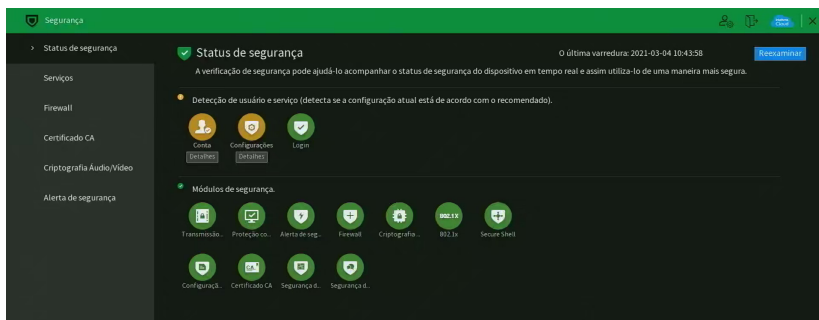 Segurança
Cloud
Status de segurança
Serviços
Firewall
Certificado CA
Criptografia Áudio/Vídeo
Alerta de segurança
Status de segurança
O última varredura: 2021-03-04 10:43:58
Reexaminar
A verificação de segurança pode ajudá-lo acompanhar o status de segurança do dispositivo em tempo real e assim utiliza-lo de uma maneira mais segura.
Detecção de usuário e serviço (detecta se a configuração atual está de acordo com o recomendado).
Conta Configurações Login
Detalhes Detalhes
Módulos de segurança.
802.1X
Transmissão... Proteção co... Alerta de seg... Firewall Criptografia ... 802.1x Secure Shell
CA
Configuraçã... Certificado CA Segurança d... Segurança d...